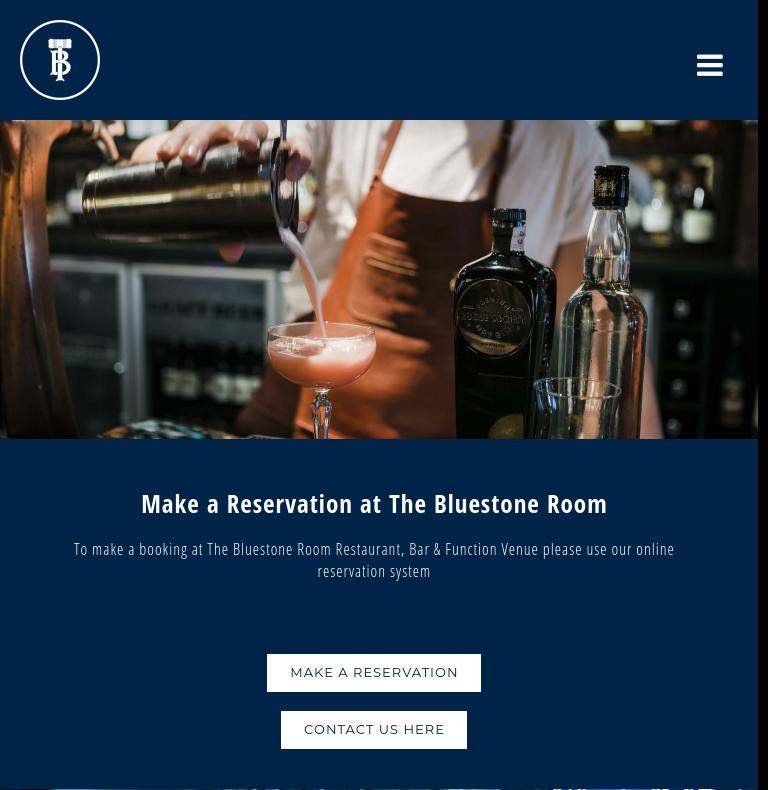 Make a Reservation at The Bluestone Room
To make a booking at The Bluestone Room Restaurant, Bar & Function Venue please use our online
reservation system
MAKE A RESERVATION
CONTACT US HERE